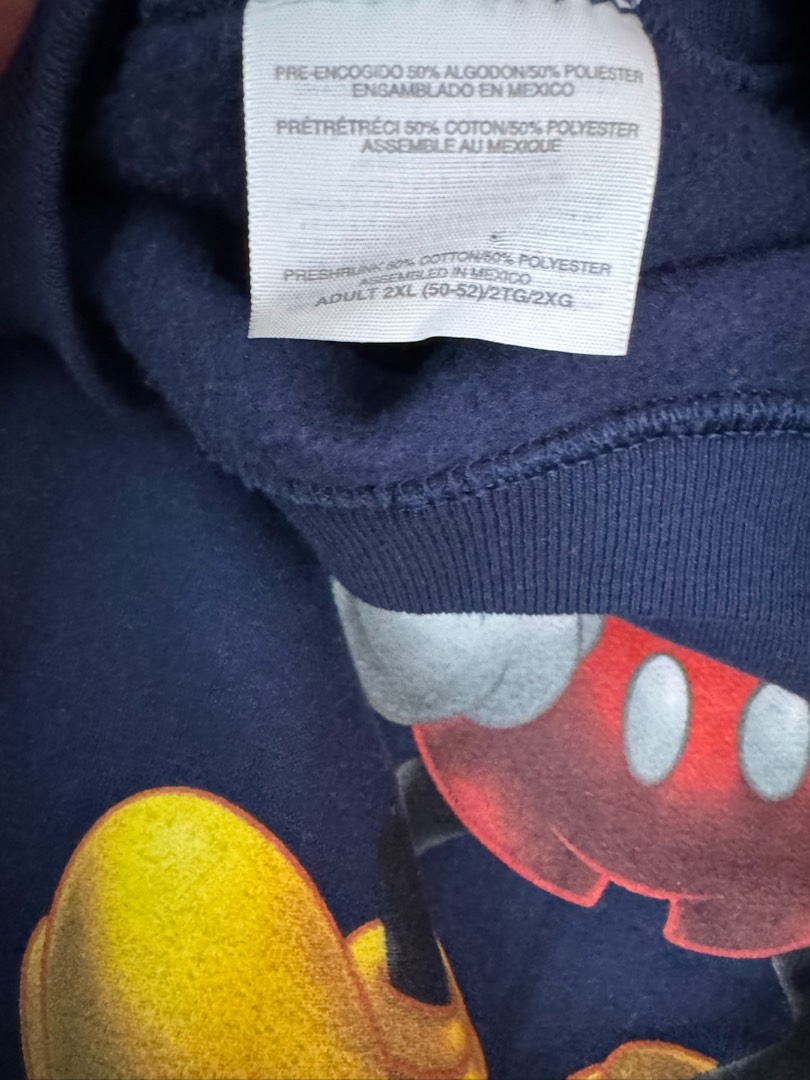 PRE-ENCOGIDO 50% ALGODON/50% POLIESTER
ENSAMBLADO EN MEXICO
PRÉTRÉTRÉCI 50% COTON/50% POLYESTER
ASSEMBLE AU MEXIQUE
PRESHRUNK 50% COTTON/50% POLYESTER
ASSEMBLED IN MEXICO
ADULT 2XL (50-52)/2TG/2XG